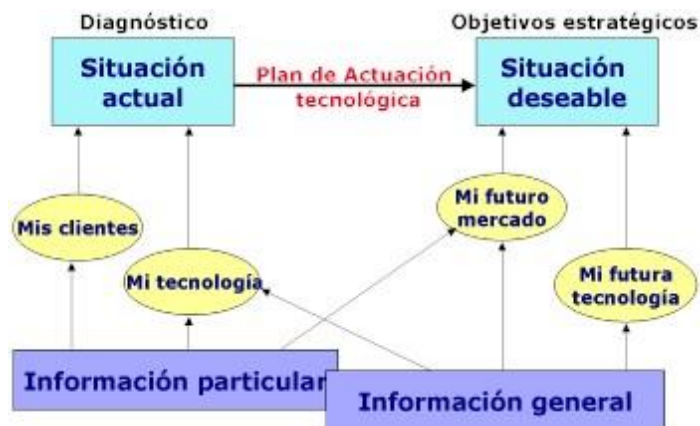 Diagnóstico
Objetivos estratégicos
Situación
actual
Plan de Actuación
tecnológica
Situación
deseable
Mis clientes
Mi tecnología
Mi futuro
mercado
Mi futura
tecnología
Información particular
Información general